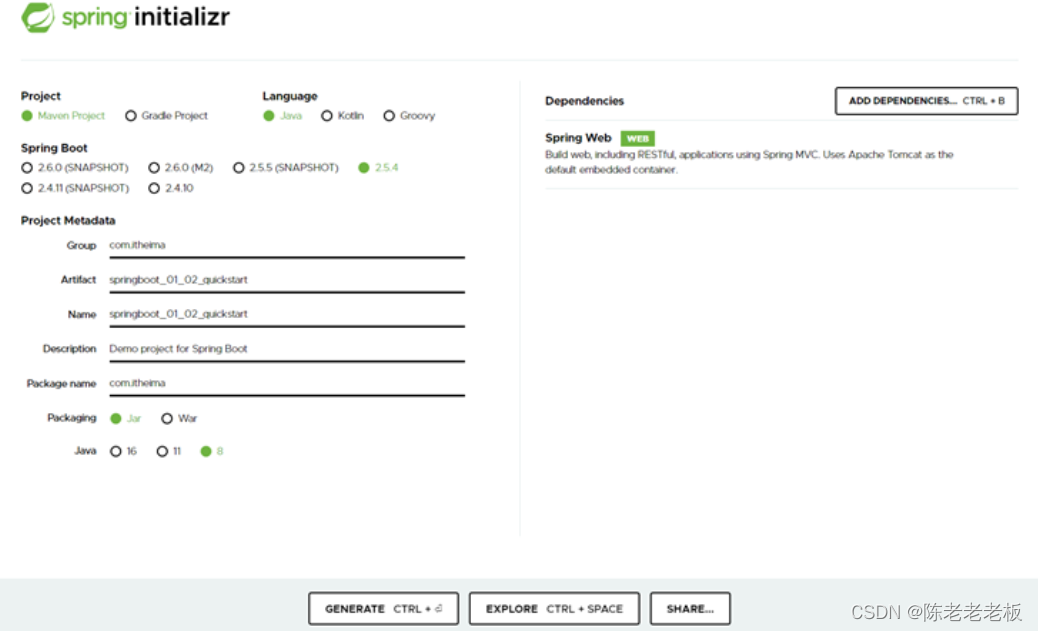 spring initializr
Project
Maven Project Gradle Project
Language
Java Kotlin Groovy
Spring Boot
2.6.0 (SNAPSHOT) 2.6.0 (M2) 2.5.5 (SNAPSHOT) 2.5.4
2.4.11 (SNAPSHOT) 2.4.10
Project Metadata
Group com.itheima
Artifact springboot_01_02_quickstart
Name springboot_01_02_quickstart
Description Demo project for Spring Boot
Package name com.itheima
Packaging Jar War
Java 16 11 8
Dependencies
ADD DEPENDENCIES... CTRL + B
Spring Web WEB
Build web, including RESTful, applications using Spring MVC. Uses Apache Tomcat as the
default embedded container.
GENERATE CTRL + ⏎
EXPLORE CTRL + SPACE
SHARE...
CSDN @陈老老老板